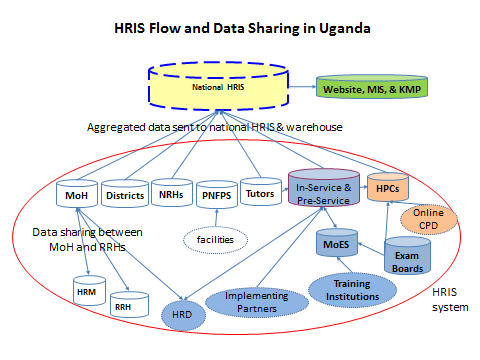 HRIS Flow and Data Sharing in Uganda
National HRIS
Website, MIS, & KMP
Aggregated data sent to national HRIS & warehouse
MoH
Districts
NRHs
PNFPS
Tutors
In-Service &
Pre-Service
HPCs
Online
CPD
Data sharing between
MoH and RRHs
facilities
MoES
Exam
Boards
HRM
RRH
HRD
Implementing
Partners
Training
Institutions
HRIS
system